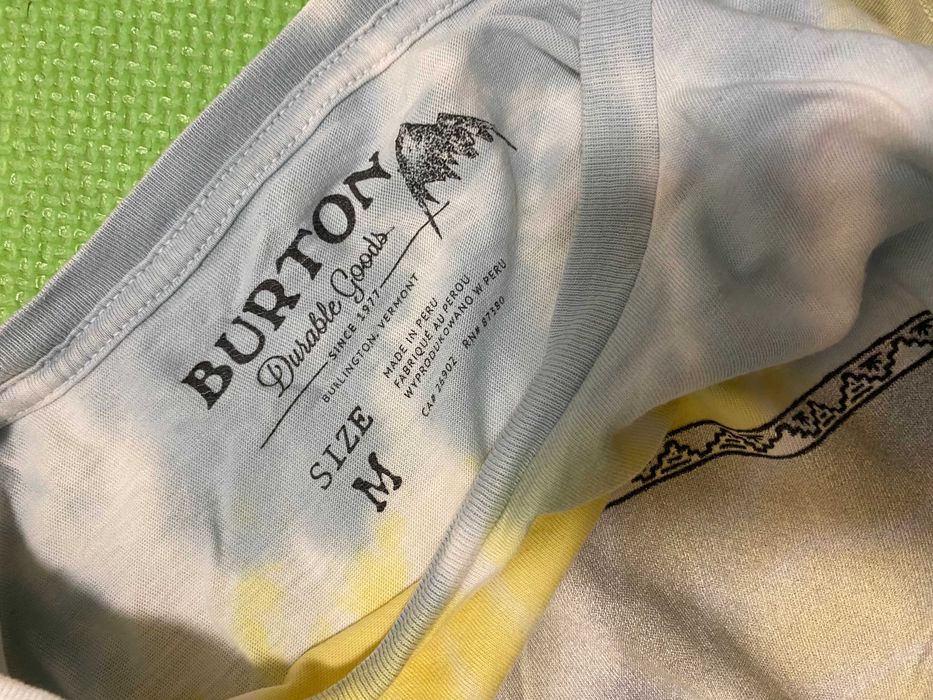 BURTON
Durable Goods
SINCE 1977
BURLINGTON, VERMONT
SIZE
M
MADE IN PERU
FABRIQUÉ AU PEROU
WYPRODUKOWANO W PERU
CA# 26902 RN# 87380